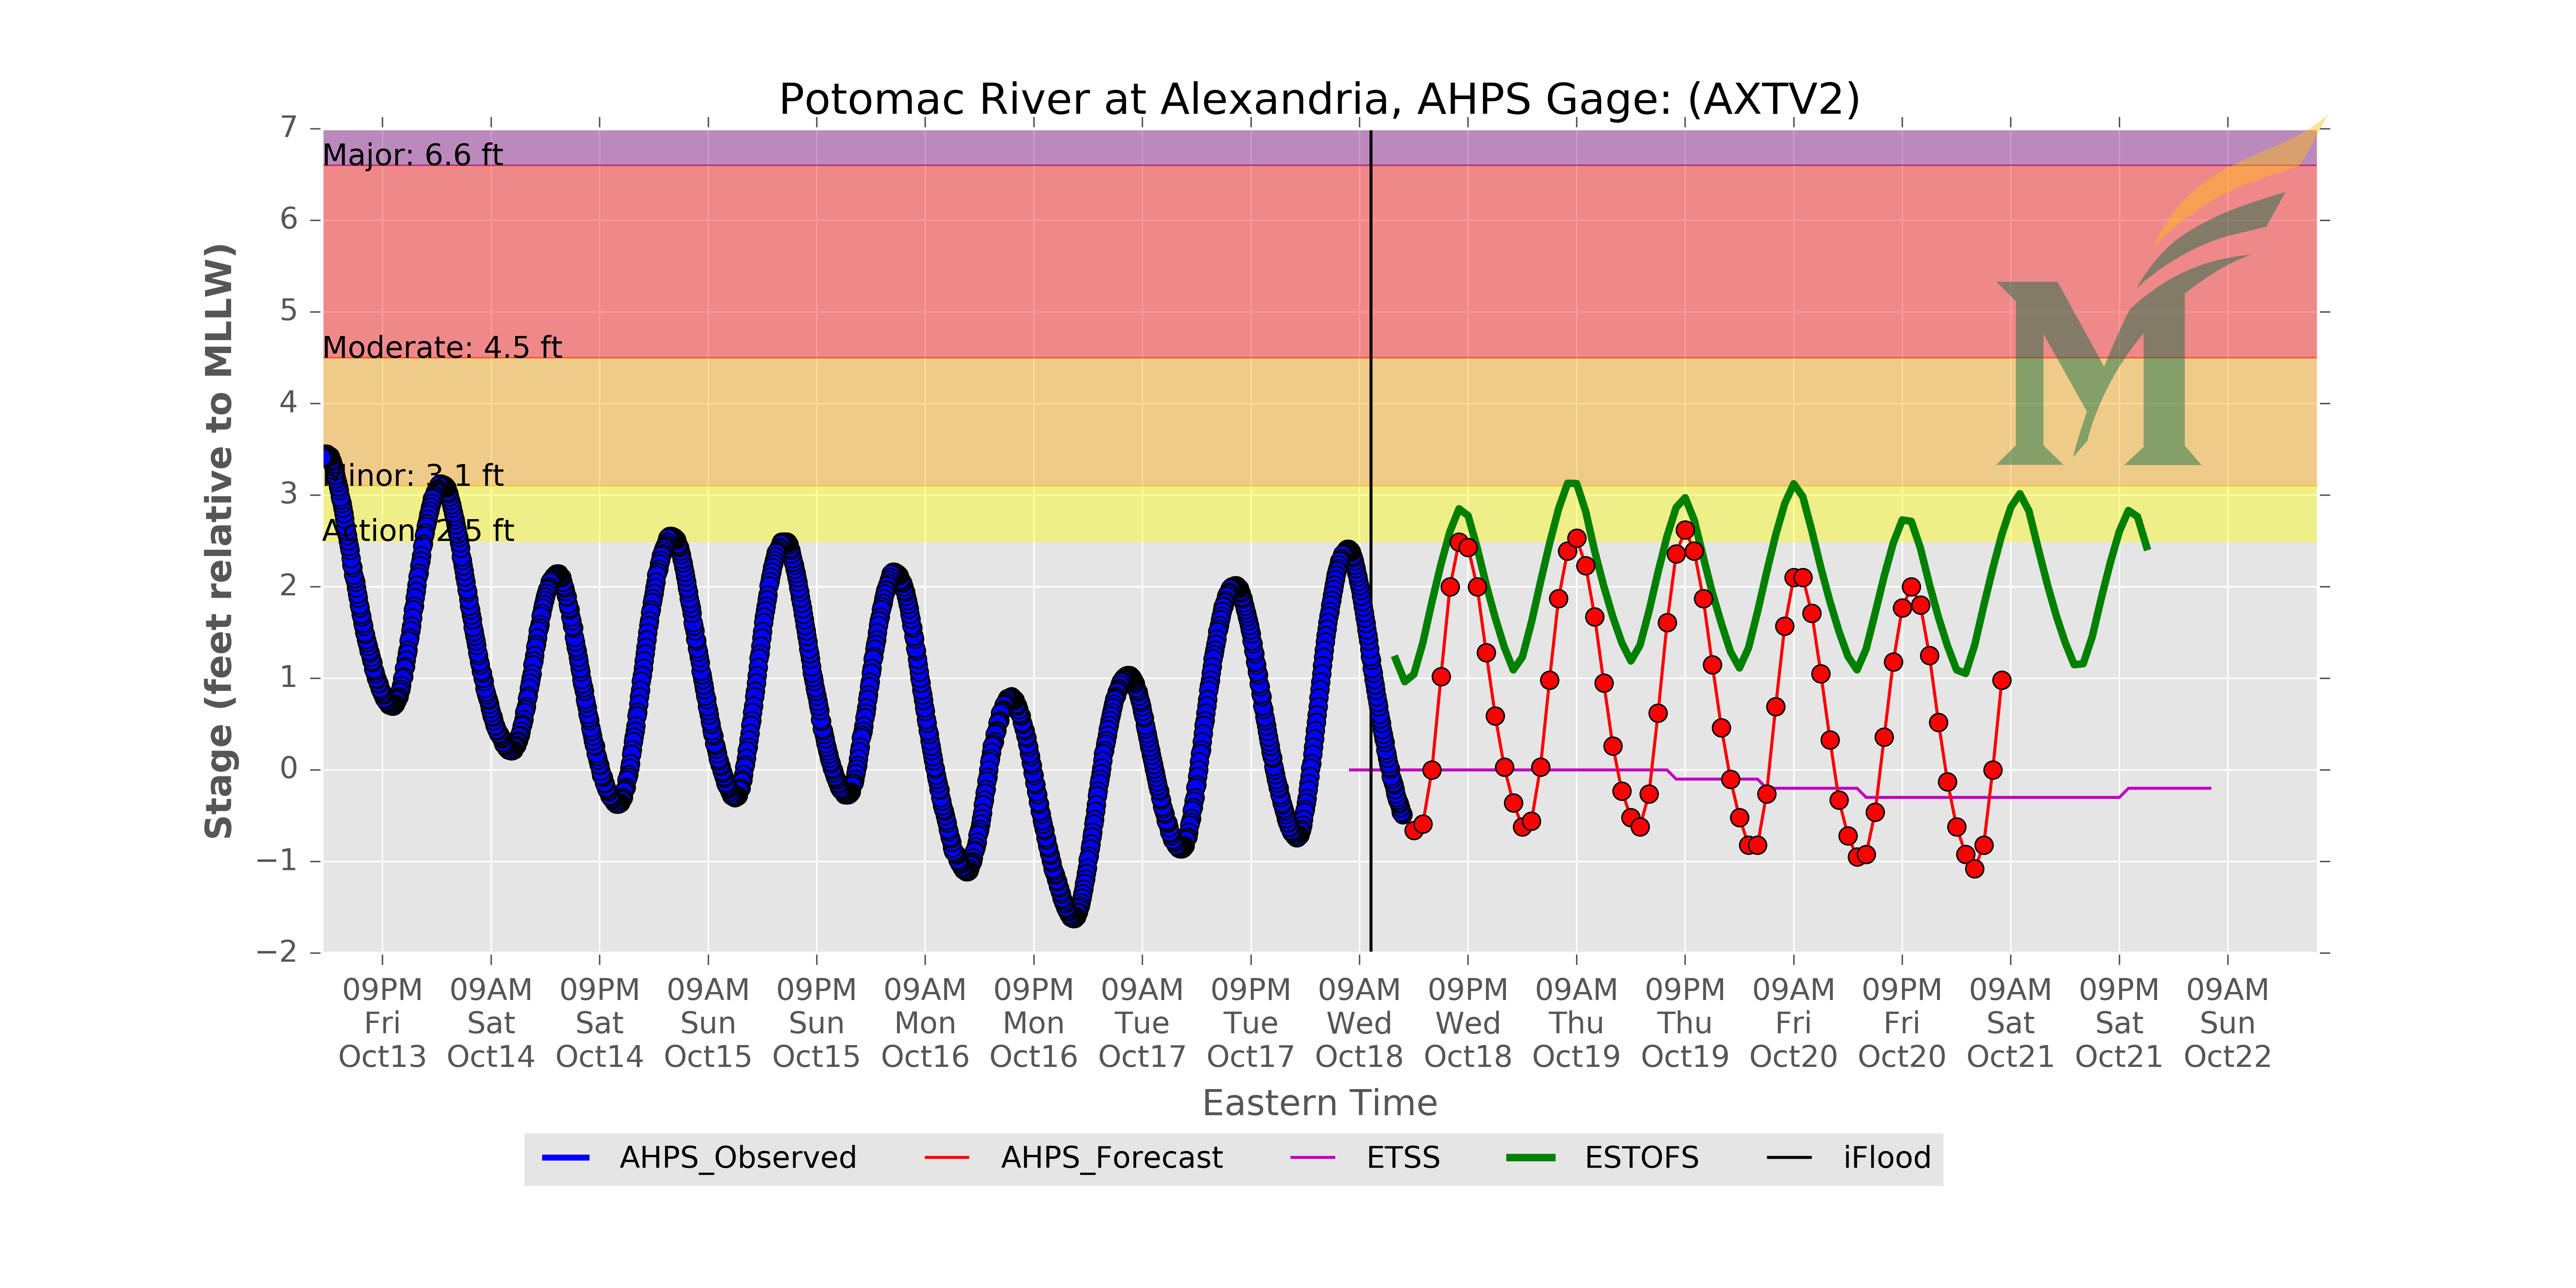 Potomac River at Alexandria, AHPS Gage: (AXTV2)
7
6
5
4
3
2
1
0
−1
−2
Stage (feet relative to MLLW)
Major: 6.6 ft
Moderate: 4.5 ft
Minor: 3.1 ft
Action: 2.5 ft
M
09PM 09AM 09PM 09AM 09PM 09AM 09PM 09AM 09PM 09AM 09PM 09AM 09PM 09AM 09PM 09AM 09PM 09AM
Fri Sat Sat Sun Sun Mon Mon Tue Tue Wed Wed Thu Thu Fri Fri Sat Sat Sun
Oct13 Oct14 Oct14 Oct15 Oct15 Oct16 Oct16 Oct17 Oct17 Oct18 Oct18 Oct19 Oct19 Oct20 Oct20 Oct21 Oct21 Oct22
Eastern Time
AHPS_Observed AHPS_Forecast ETSS ESTOFS iFlood